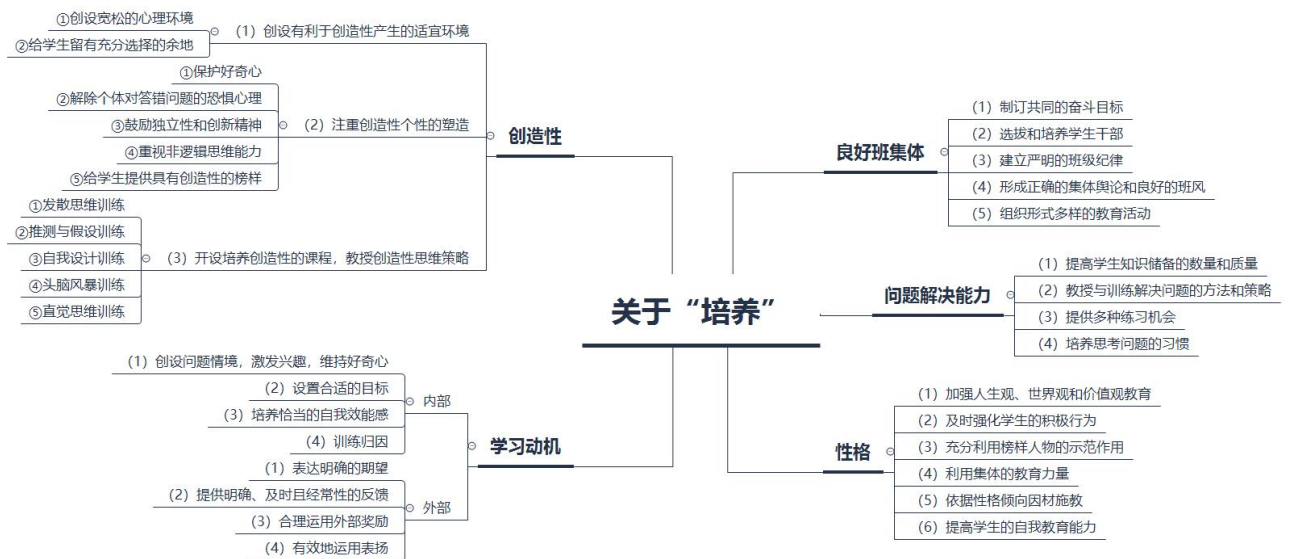 关于“培养”
创造性
（1）创设有利于创造性产生的适宜环境
①创设宽松的心理环境
②给学生留有充分选择的余地
（2）注重创造性个性的塑造
①保护好奇心
②解除个体对答错问题的恐惧心理
③鼓励独立性和创新精神
④重视非逻辑思维能力
⑤给学生提供具有创造性的榜样
（3）开设培养创造性的课程，教授创造性思维策略
①发散思维训练
②推测与假设训练
③自我设计训练
④头脑风暴训练
⑤直觉思维训练
学习动机
内部
（1）创设问题情境，激发兴趣，维持好奇心
（2）设置合适的目标
（3）培养恰当的自我效能感
（4）训练归因
外部
（1）表达明确的期望
（2）提供明确、及时且经常性的反馈
（3）合理运用外部奖励
（4）有效地运用表扬
良好班集体
（1）制订共同的奋斗目标
（2）选拔和培养学生干部
（3）建立严明的班级纪律
（4）形成正确的集体舆论和良好的班风
（5）组织形式多样的教育活动
问题解决能力
（1）提高学生知识储备的数量和质量
（2）教授与训练解决问题的方法和策略
（3）提供多种练习机会
（4）培养思考问题的习惯
性格
（1）加强人生观、世界观和价值观教育
（2）及时强化学生的积极行为
（3）充分利用榜样人物的示范作用
（4）利用集体的教育力量
（5）依据性格倾向因材施教
（6）提高学生的自我教育能力